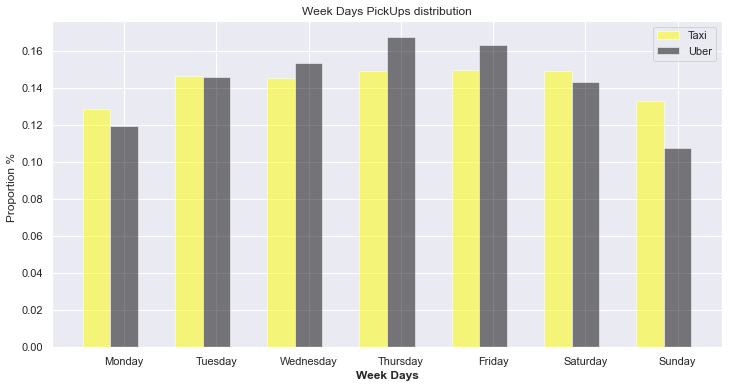 Week Days PickUps distribution
Taxi
Uber
Proportion %
0.16
0.14
0.12
0.10
0.08
0.06
0.04
0.02
0.00
Monday Tuesday Wednesday Thursday Friday Saturday Sunday
Week Days